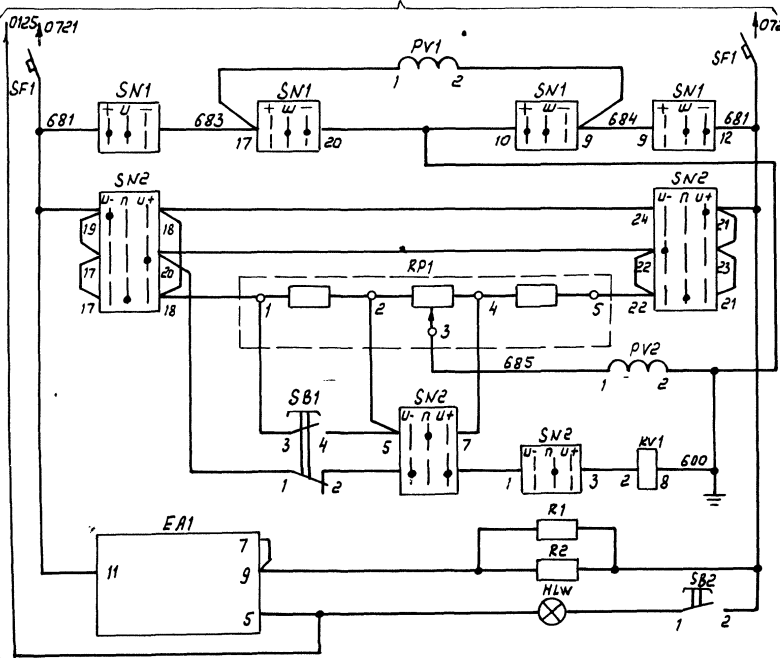 0125 0721 072
SF1 SF1
PV1
1 2
SN1 SN1 SN1 SN1
+ и − + ш − + ш − + ш −
681 683 17 20 10 9 684 9 681 12
SN2 SN2
и- п и+ и- п и+
19 18 24 21
17 20 22 23
17 18 22 21
RP1
1 2 4 5
3
685 PV2
1 2
SB1 SN2
и- п и+
3 4 5 7
SN2 KV1
и- п и+
1 2 1 3 2 8 600
EA1
7 R1
11 9 R2
5 HLW SB2
1 2